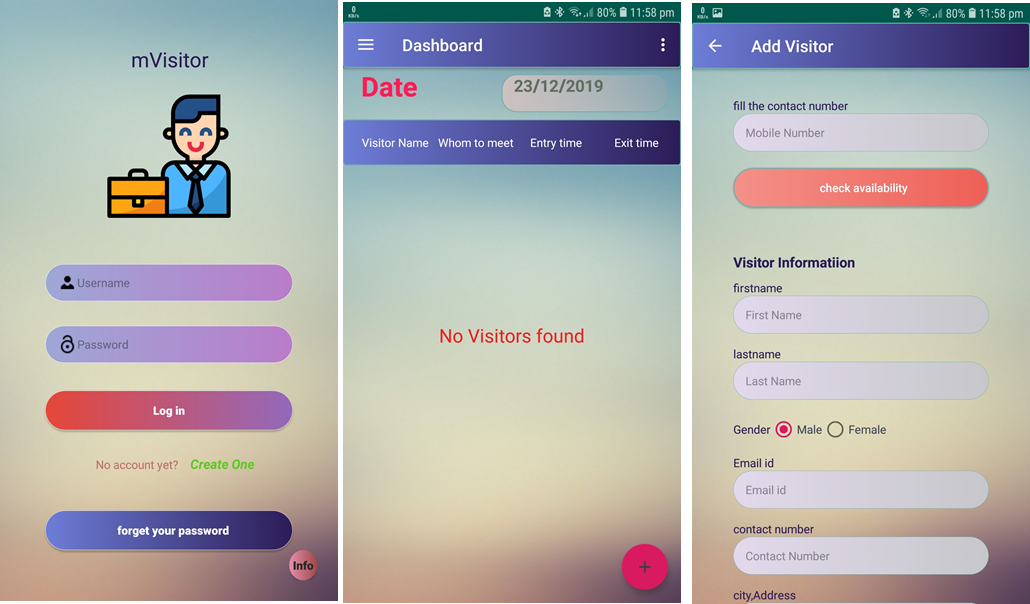 mVisitor
Username
Password
Log in
No account yet? Create One
forget your password
Info
0 KB/s 80% 11:58 pm
Dashboard
Date 23/12/2019
Visitor Name Whom to meet Entry time Exit time
No Visitors found
+
0 KB/s 80% 11:58 pm
Add Visitor
fill the contact number
Mobile Number
check availability
Visitor Informatiion
firstname
First Name
lastname
Last Name
Gender Male Female
Email id
Email id
contact number
Contact Number
city,Address